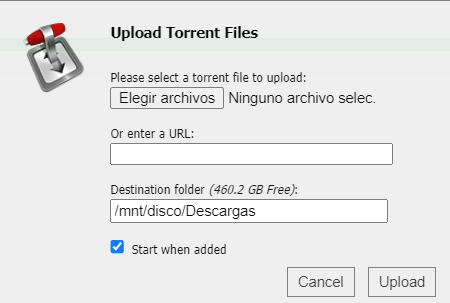 Upload Torrent Files
Please select a torrent file to upload:
Elegir archivos Ninguno archivo selec.
Or enter a URL:
Destination folder (460.2 GB Free):
/mnt/disco/Descargas
Start when added
Cancel Upload